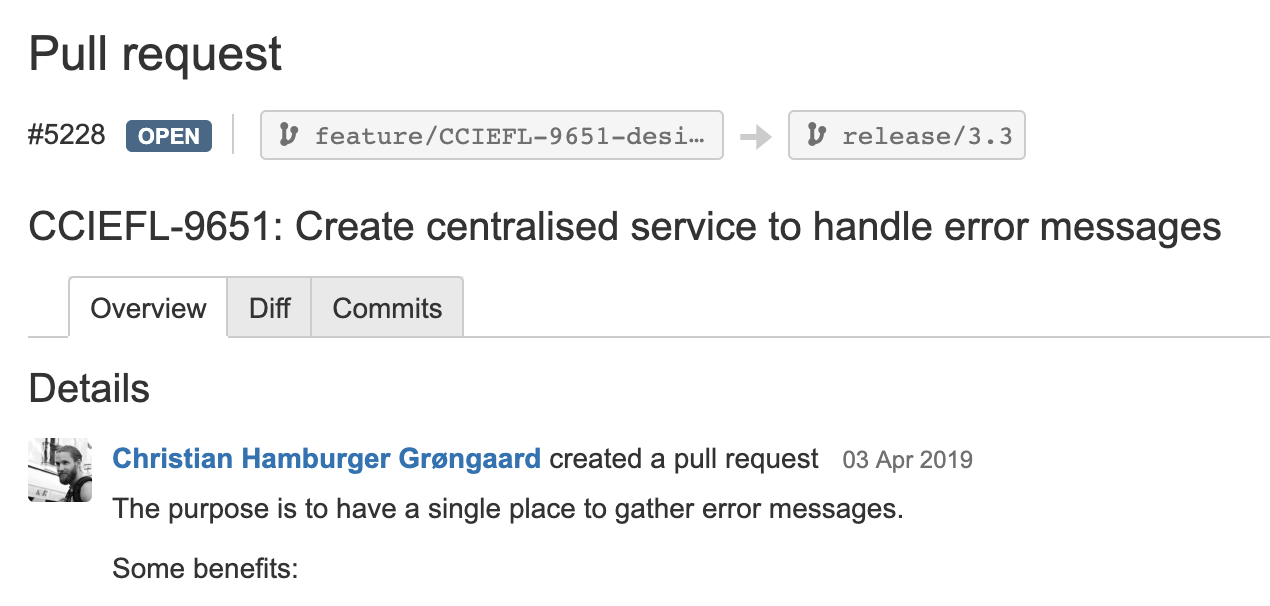 Pull request
#5228 OPEN feature/CCIEFL-9651-desi… release/3.3
CCIEFL-9651: Create centralised service to handle error messages
Overview Diff Commits
Details
Christian Hamburger Grøngaard created a pull request 03 Apr 2019
The purpose is to have a single place to gather error messages.
Some benefits: